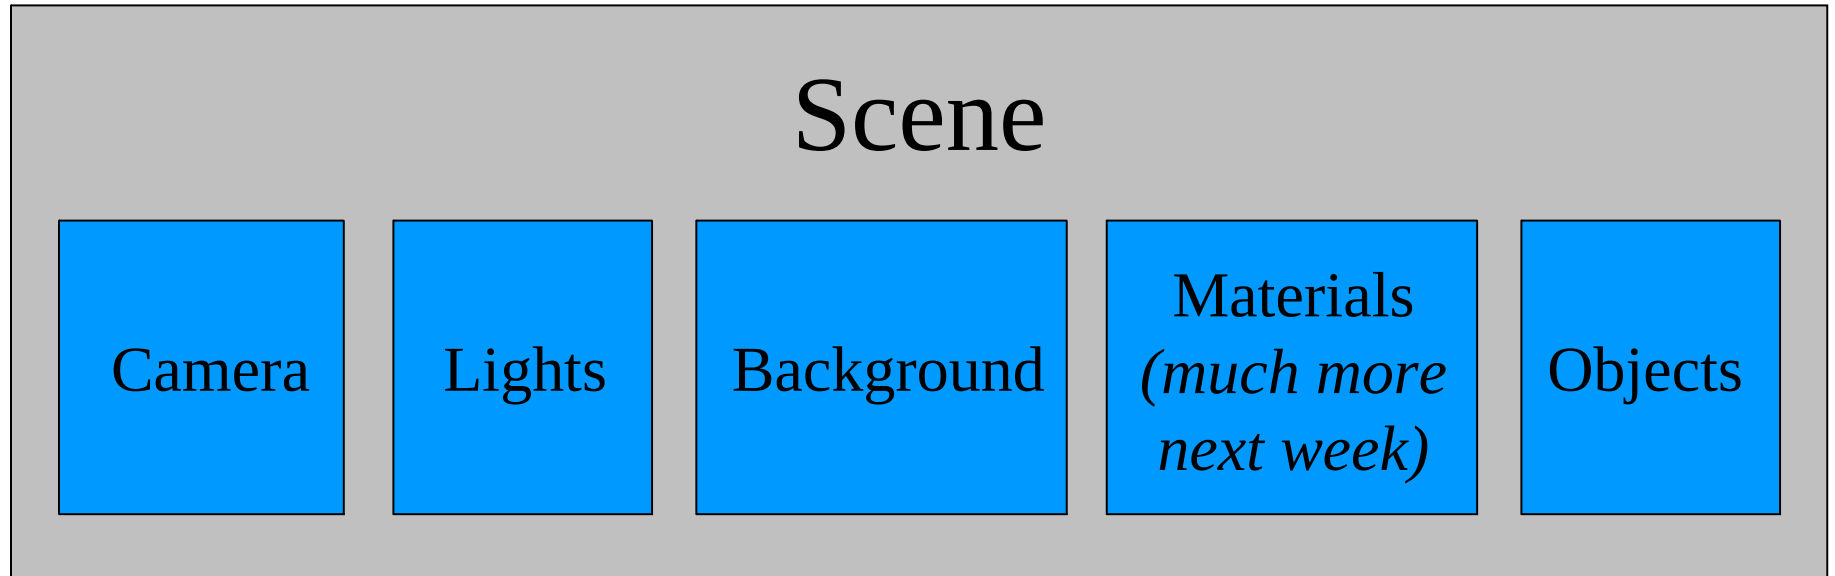 Scene
Camera
Lights
Background
Materials
(much more
next week)
Objects